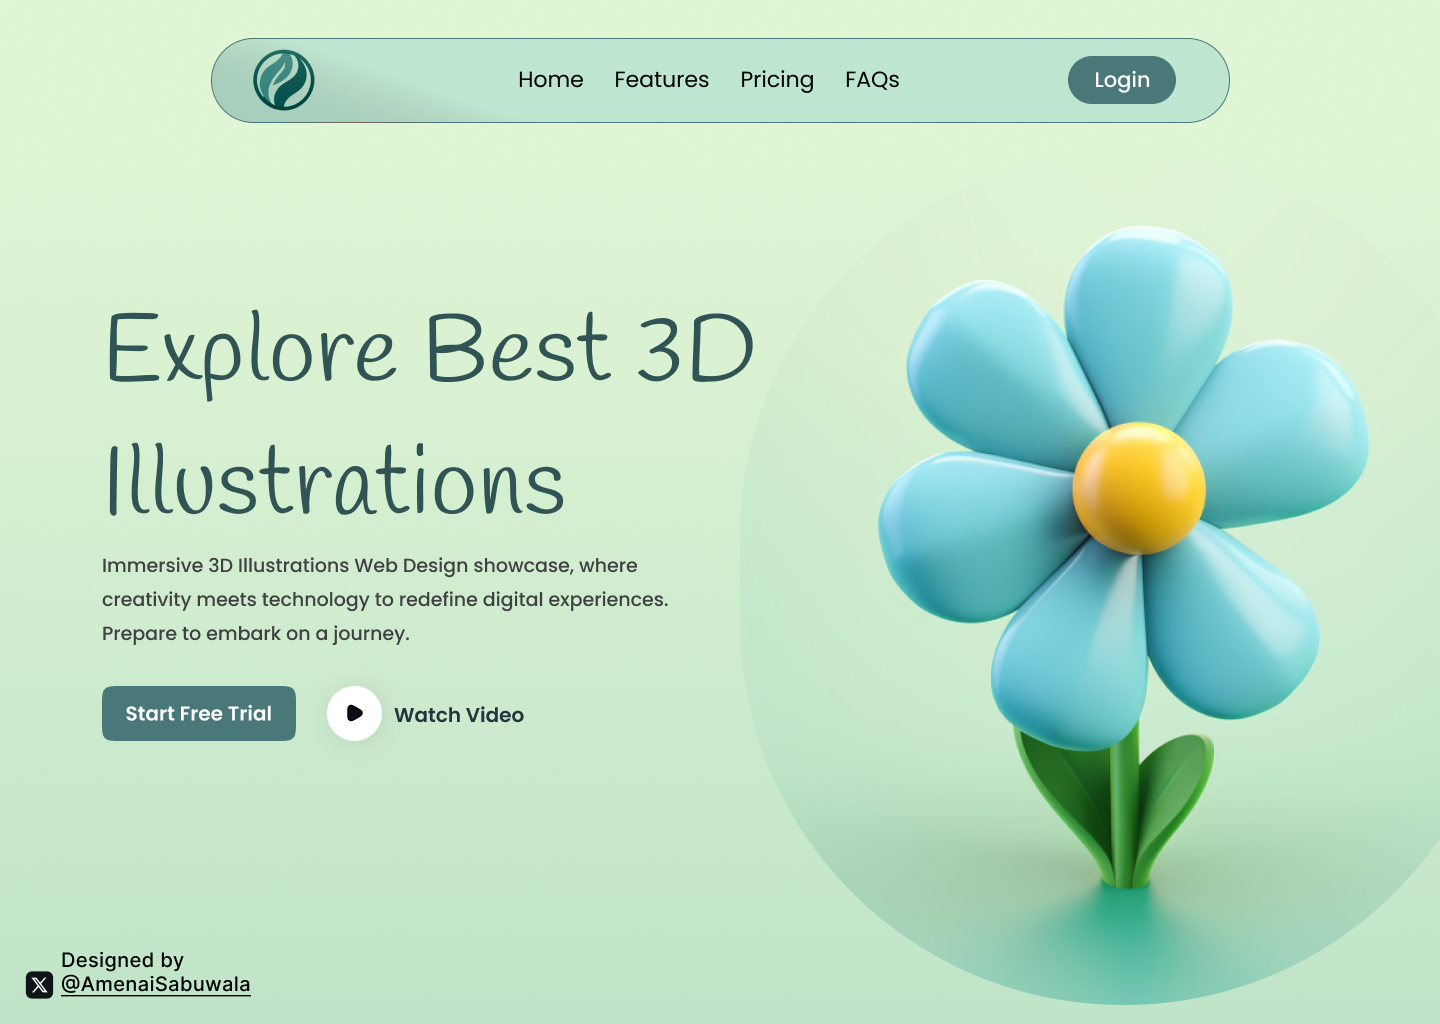 Home Features Pricing FAQs Login
Explore Best 3D
Illustrations
Immersive 3D Illustrations Web Design showcase, where
creativity meets technology to redefine digital experiences.
Prepare to embark on a journey.
Start Free Trial Watch Video
Designed by
@AmenaiSabuwala